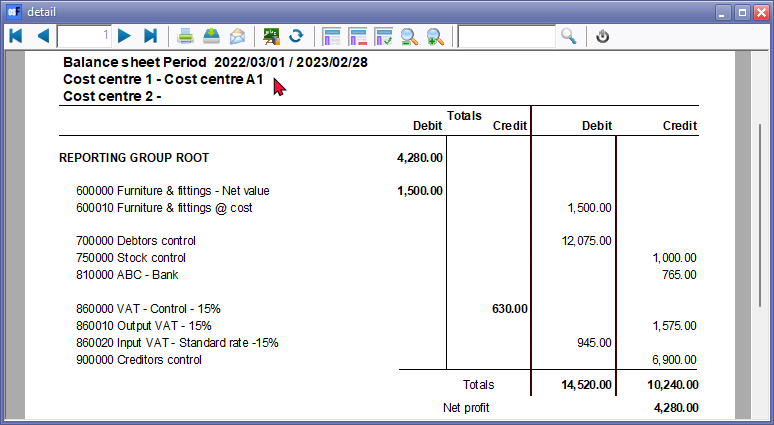 detail
1
Balance sheet Period 2022/03/01 / 2023/02/28
Cost centre 1 - Cost centre A1
Cost centre 2 -
Totals
Debit Credit Debit Credit
REPORTING GROUP ROOT 4,280.00
600000 Furniture & fittings - Net value 1,500.00
600010 Furniture & fittings @ cost 1,500.00
700000 Debtors control 12,075.00
750000 Stock control 1,000.00
810000 ABC - Bank 765.00
860000 VAT - Control - 15% 630.00
860010 Output VAT - 15% 1,575.00
860020 Input VAT - Standard rate -15% 945.00
900000 Creditors control 6,900.00
Totals 14,520.00 10,240.00
Net profit 4,280.00